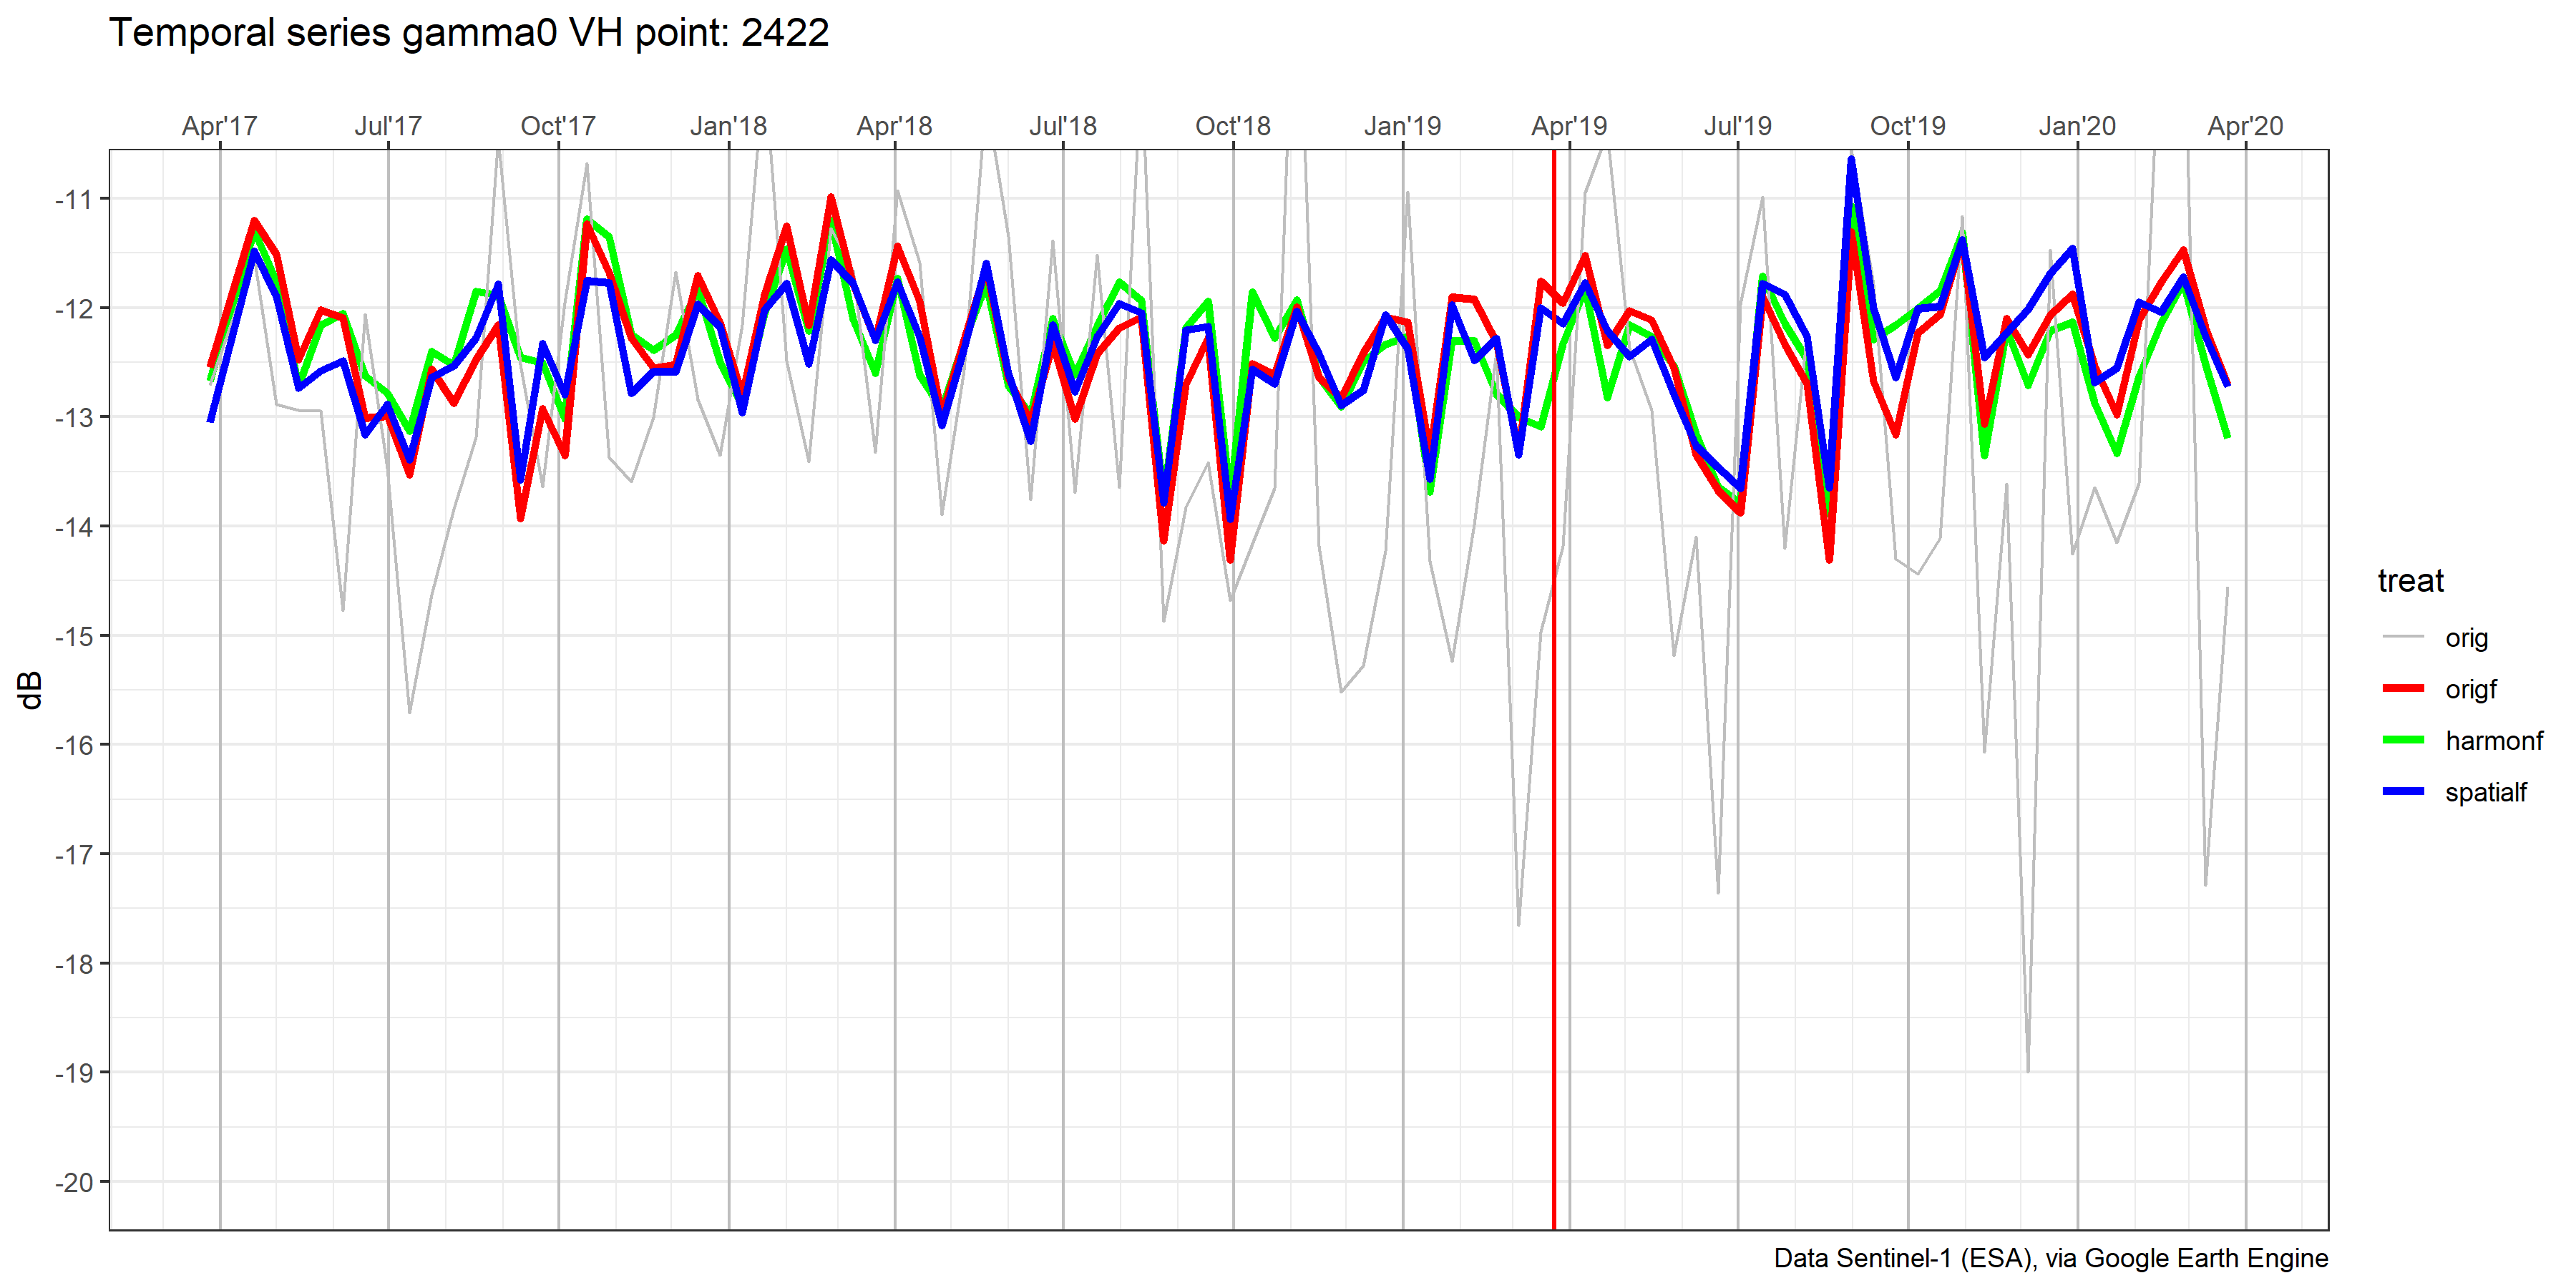 Temporal series gamma0 VH point: 2422
Apr'17 Jul'17 Oct'17 Jan'18 Apr'18 Jul'18 Oct'18 Jan'19 Apr'19 Jul'19 Oct'19 Jan'20 Apr'20
-11
-12
-13
-14
-15
-16
-17
-18
-19
-20
dB
treat
orig
origf
harmonf
spatialf
Data Sentinel-1 (ESA), via Google Earth Engine